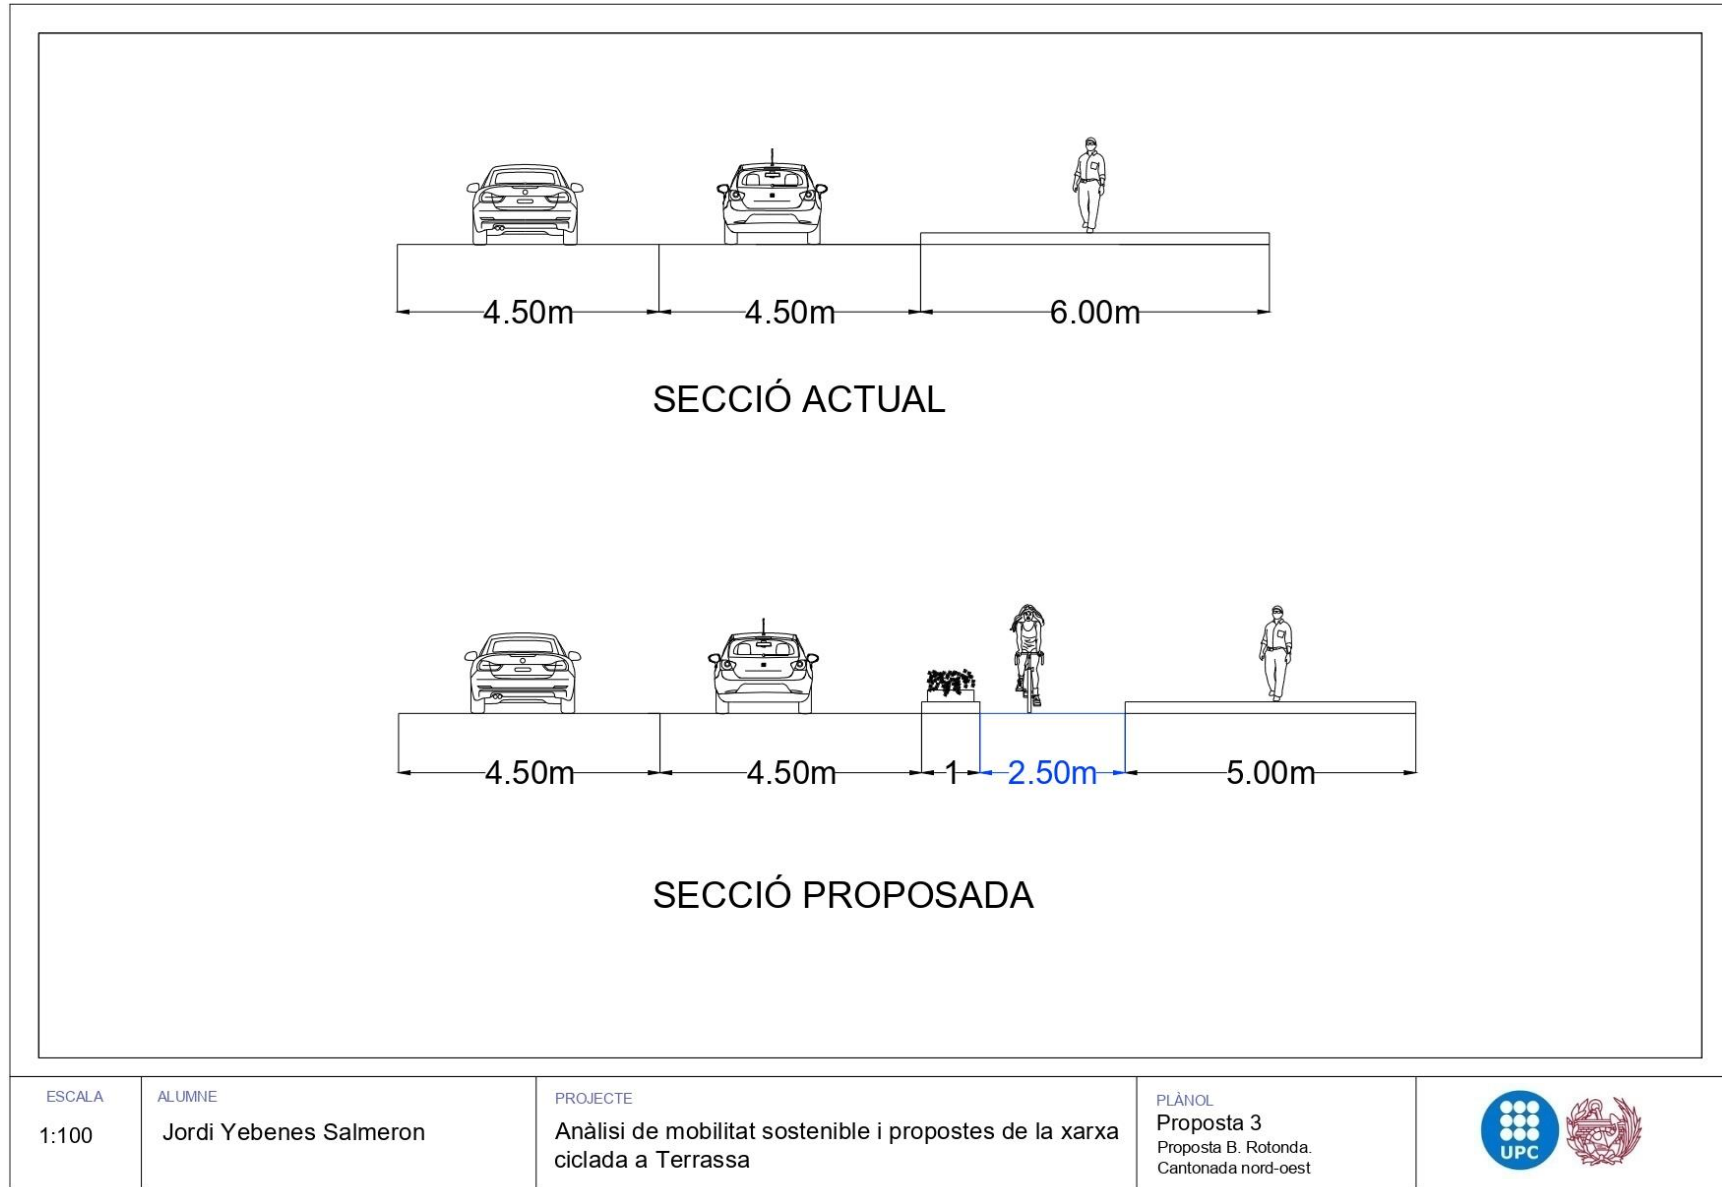 4.50m 4.50m 6.00m
SECCIÓ ACTUAL
4.50m 4.50m 1 2.50m 5.00m
SECCIÓ PROPOSADA
ESCALA
1:100
ALUMNE
Jordi Yebenes Salmeron
PROJECTE
Anàlisi de mobilitat sostenible i propostes de la xarxa
ciclada a Terrassa
PLÀNOL
Proposta 3
Proposta B. Rotonda.
Cantonada nord-oest
UPC